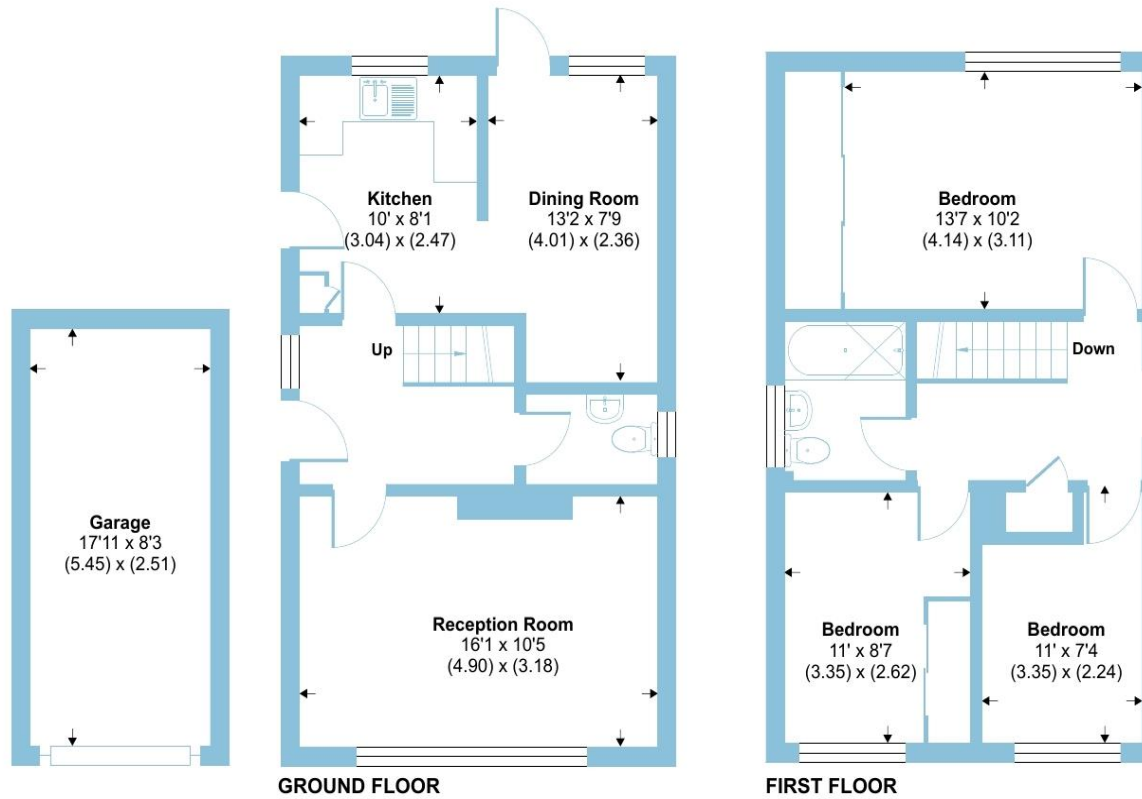 Kitchen
10' x 8'1
(3.04) x (2.47)
Dining Room
13'2 x 7'9
(4.01) x (2.36)
Up
Garage
17'11 x 8'3
(5.45) x (2.51)
Reception Room
16'1 x 10'5
(4.90) x (3.18)
GROUND FLOOR
Bedroom
13'7 x 10'2
(4.14) x (3.11)
Down
Bedroom
11' x 8'7
(3.35) x (2.62)
Bedroom
11' x 7'4
(3.35) x (2.24)
FIRST FLOOR